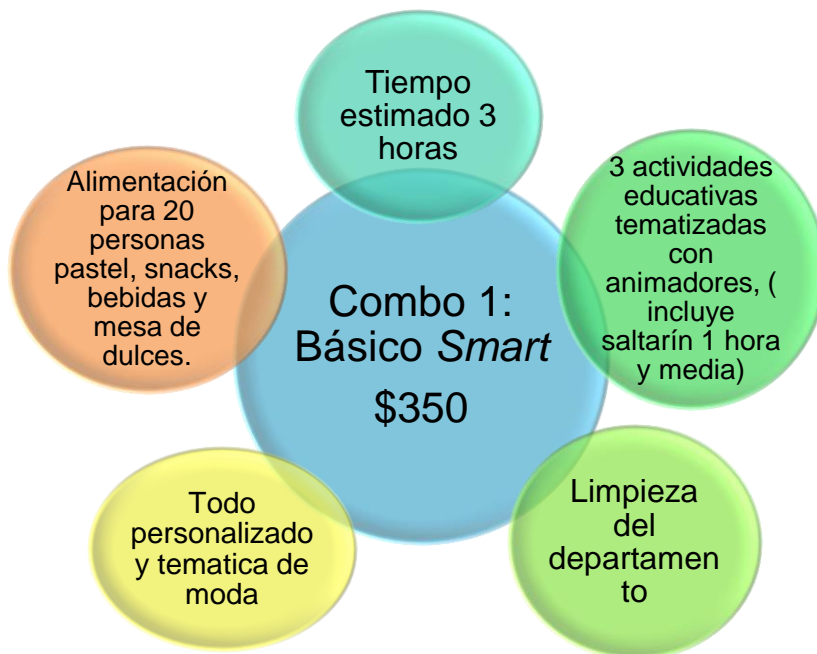 Tiempo
estimado 3
horas
3 actividades
educativas
tematizadas
con
animadores, (
incluye
saltarín 1 hora
y media)
Limpieza
del
departamen
to
Todo
personalizado
y tematica de
moda
Alimentación
para 20
personas
pastel, snacks,
bebidas y
mesa de
dulces.
Combo 1:
Básico Smart
$350